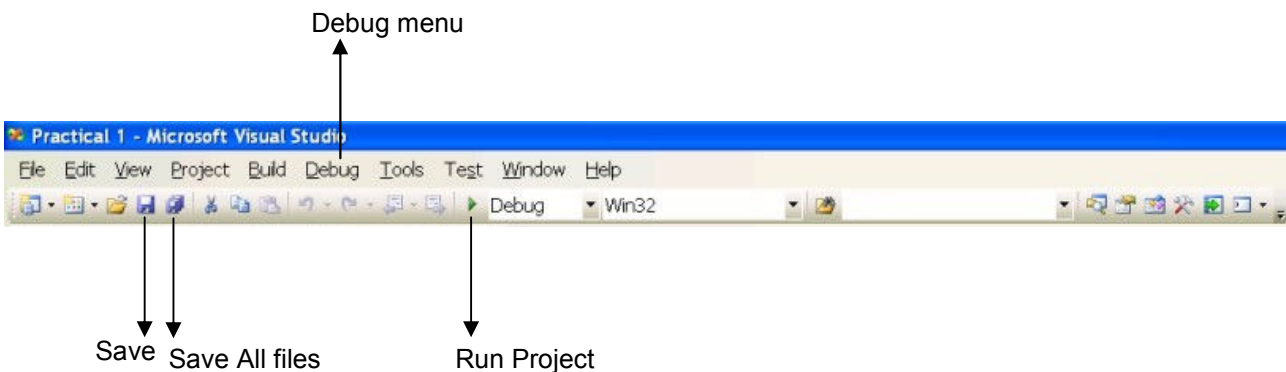 Debug menu
Practical 1 - Microsoft Visual Studio
File Edit View Project Build Debug Tools Test Window Help
Debug Win32
Save Save All files Run Project